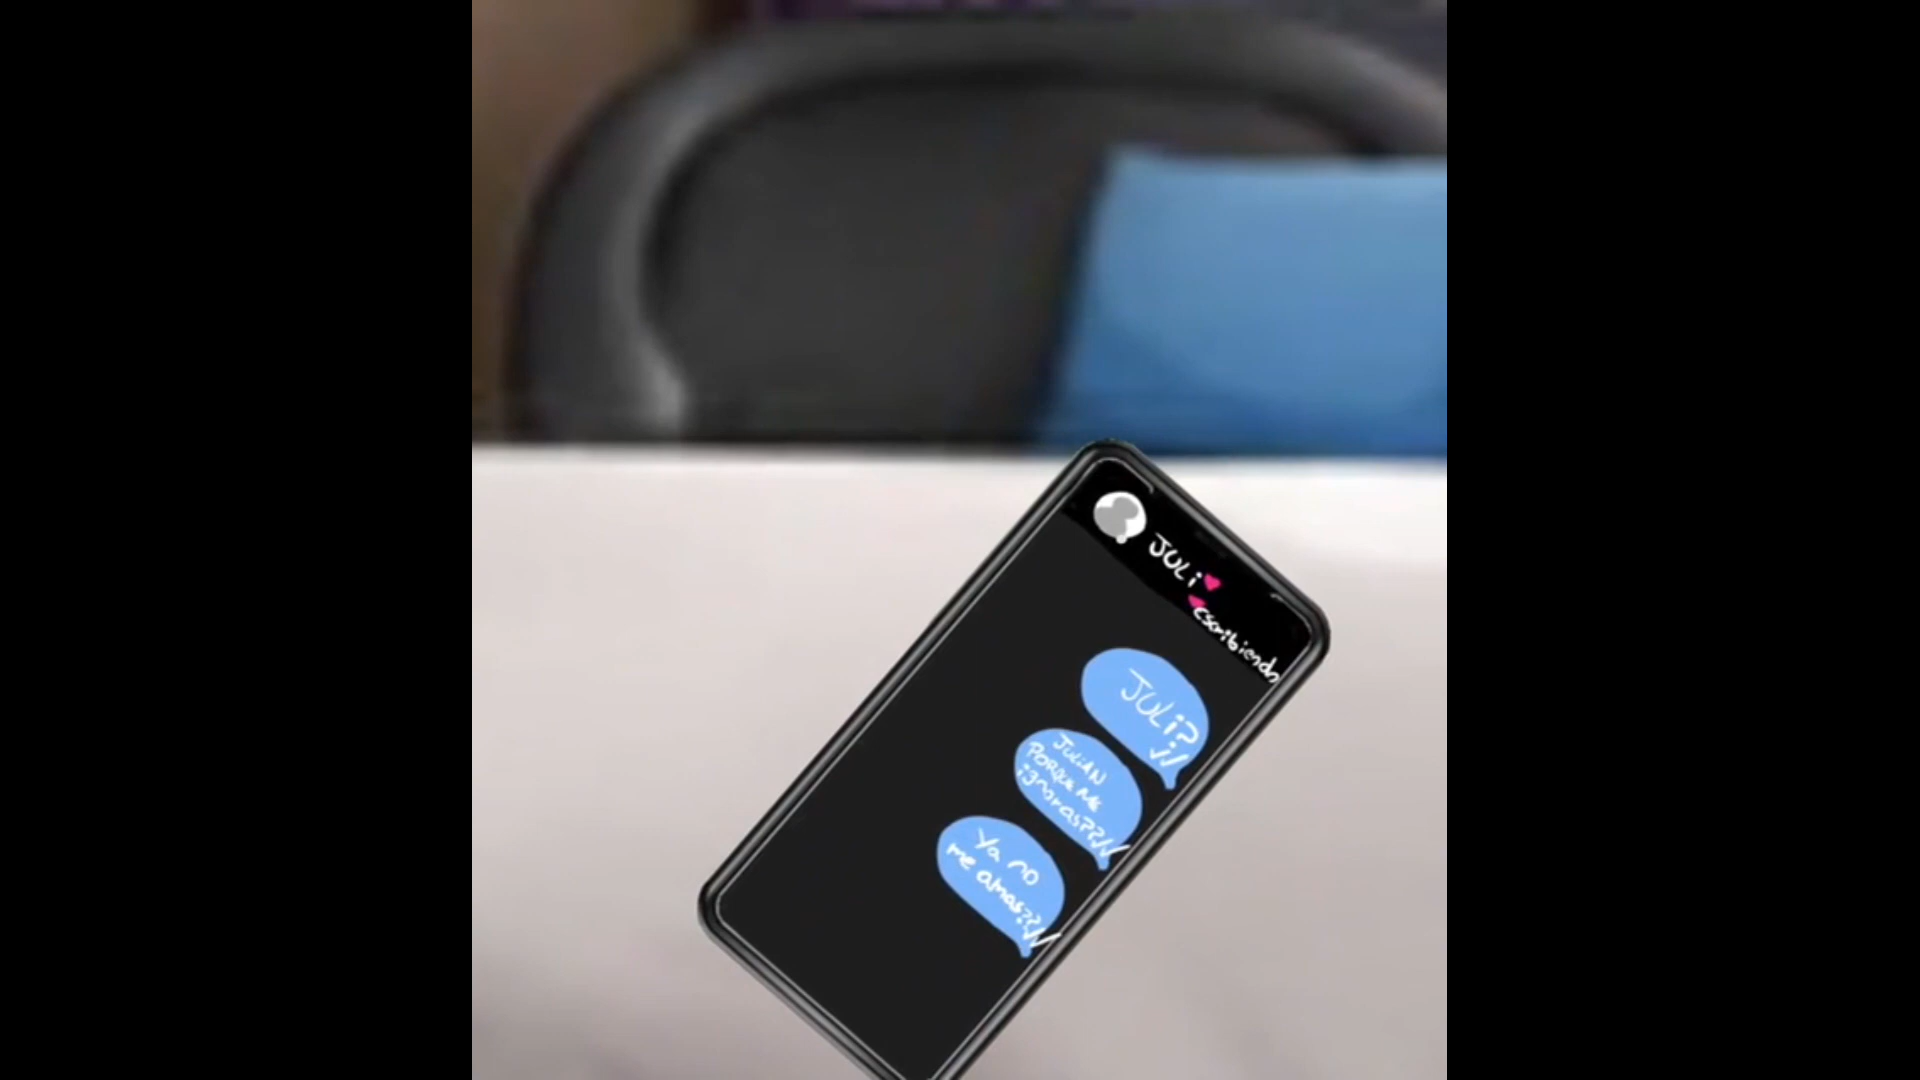 JULi
escribiendo
JULi?
JULiAN
PORQUE ME
ignoras??
Ya no
me amas??